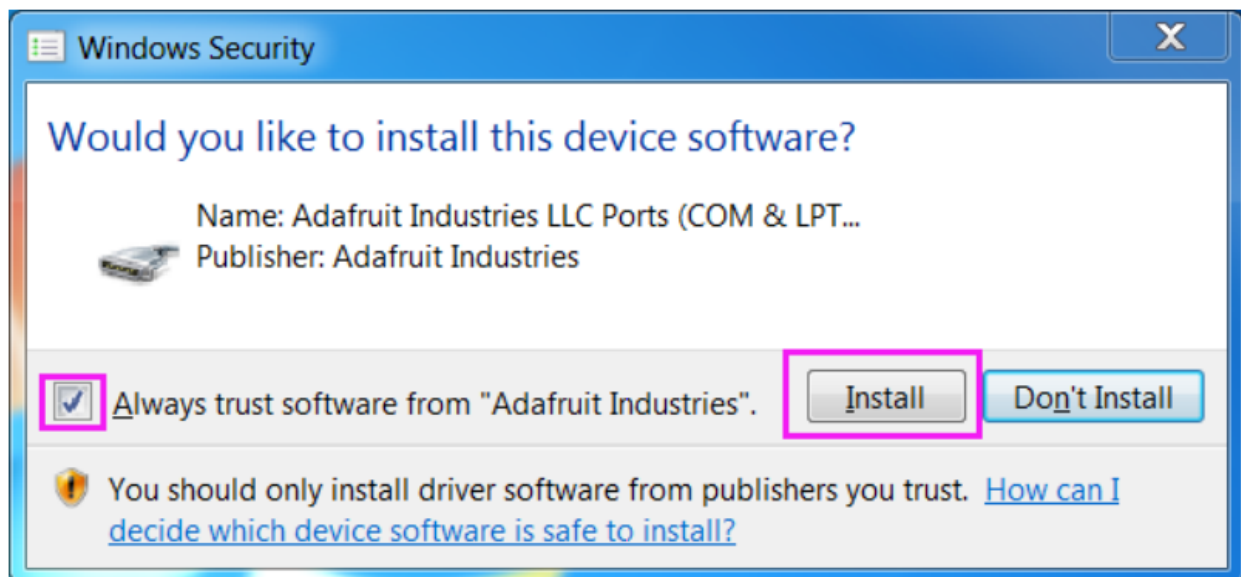 Windows Security
Would you like to install this device software?
Name: Adafruit Industries LLC Ports (COM & LPT...
Publisher: Adafruit Industries
Always trust software from "Adafruit Industries".
Install
Don't Install
You should only install driver software from publishers you trust. How can I
decide which device software is safe to install?